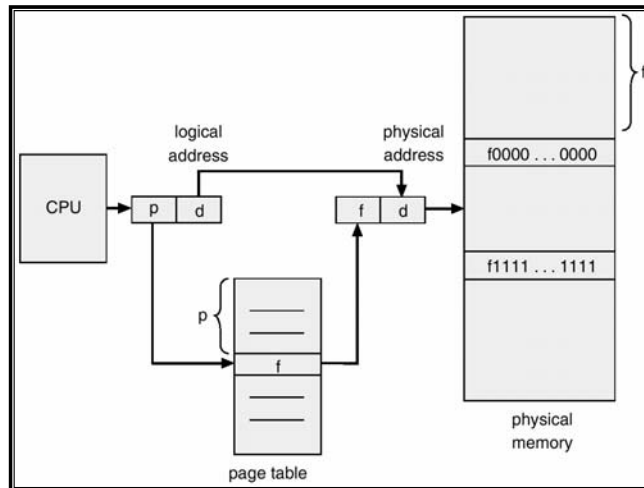 CPU
logical
address
p d
physical
address
f d
p
f
page table
f
f0000 . . . 0000
f1111 . . . 1111
physical
memory